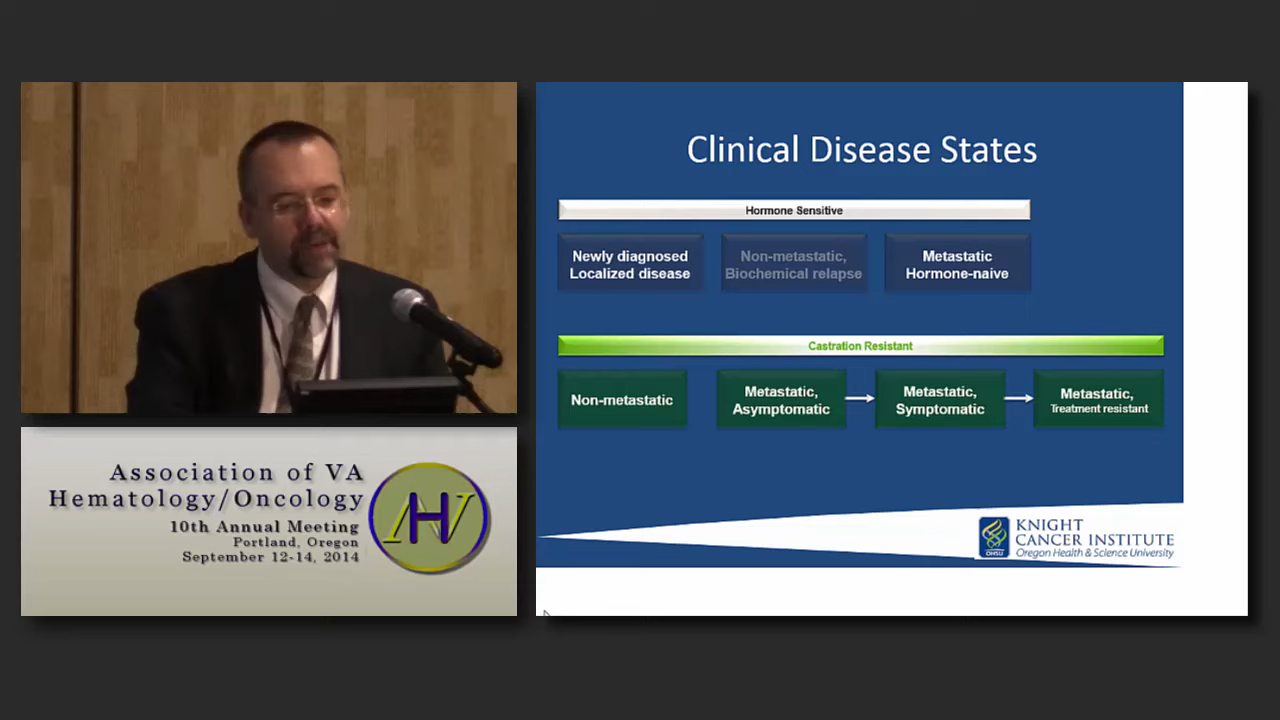 Clinical Disease States
Hormone Sensitive
Newly diagnosed
Localized disease
Non-metastatic,
Biochemical relapse
Metastatic
Hormone-naive
Castration Resistant
Non-metastatic
Metastatic,
Asymptomatic
Metastatic,
Symptomatic
Metastatic,
Treatment resistant
OHSU
KNIGHT
CANCER INSTITUTE
Oregon Health & Science University
Association of VA
Hematology/Oncology
10th Annual Meeting
Portland, Oregon
September 12-14, 2014
AHV